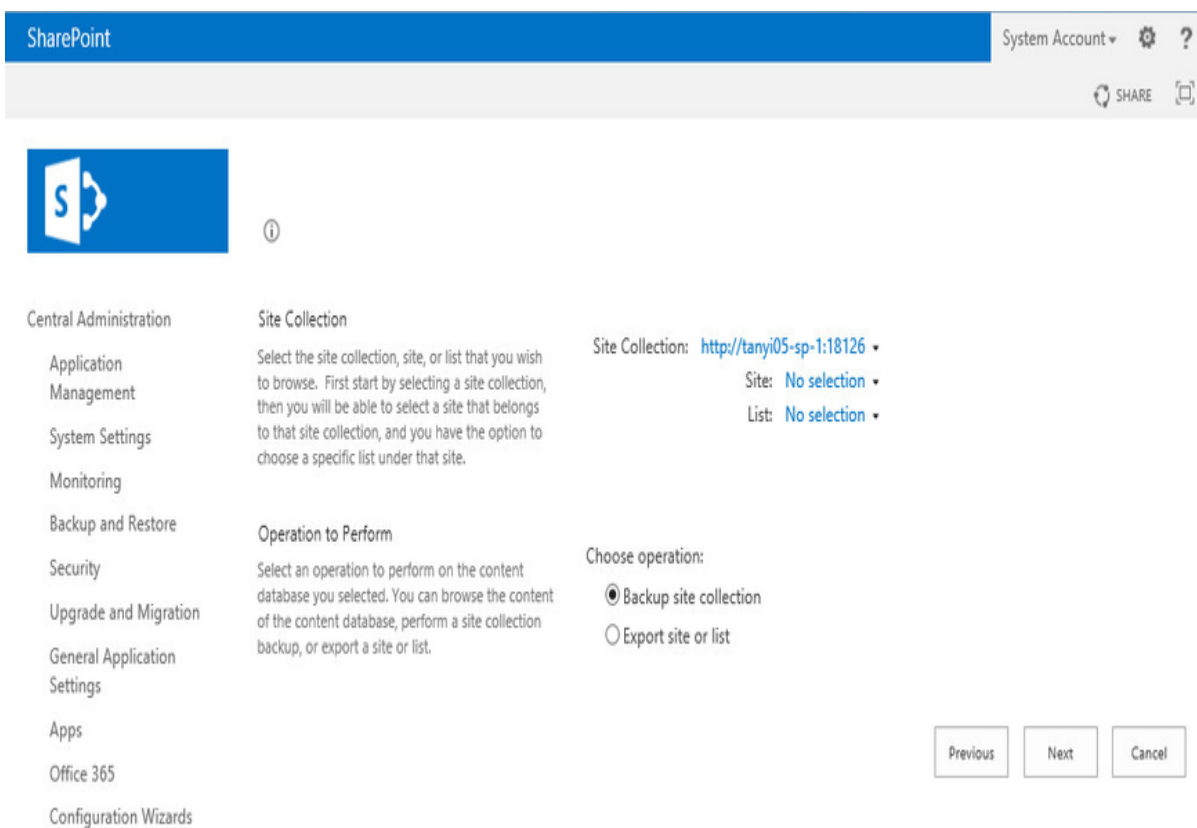 SharePoint
System Account
?
SHARE
S
Central Administration
Application
Management
System Settings
Monitoring
Backup and Restore
Security
Upgrade and Migration
General Application
Settings
Apps
Office 365
Configuration Wizards
Site Collection
Select the site collection, site, or list that you wish
to browse. First start by selecting a site collection,
then you will be able to select a site that belongs
to that site collection, and you have the option to
choose a specific list under that site.
Site Collection: http://tanyi05-sp-1:18126
Site: No selection
List: No selection
Operation to Perform
Select an operation to perform on the content
database you selected. You can browse the content
of the content database, perform a site collection
backup, or export a site or list.
Choose operation:
Backup site collection
Export site or list
Previous
Next
Cancel